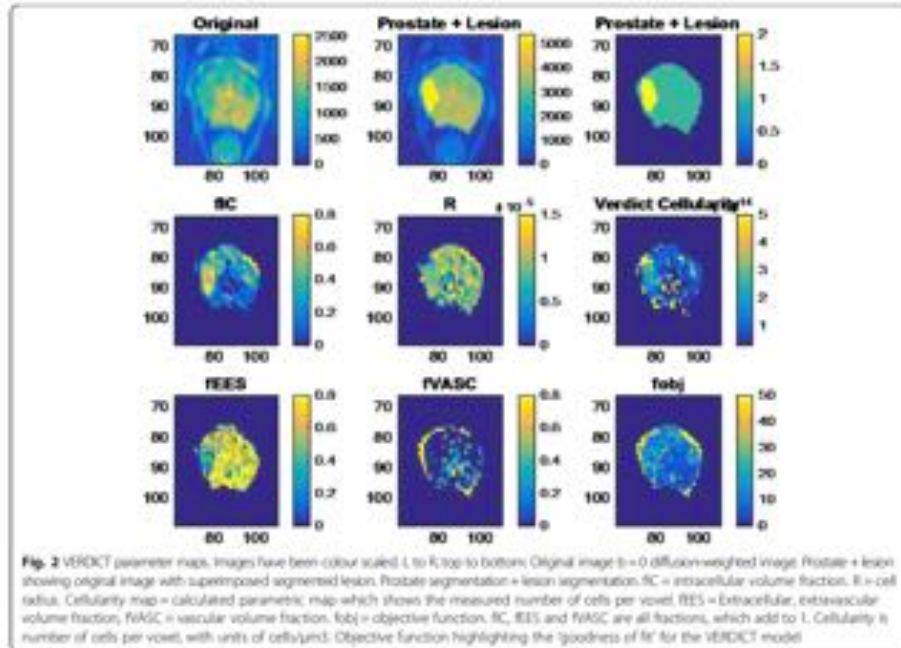 Original Prostate + Lesion Prostate + Lesion
70 2500 70 5000 70 2
80 2000 80 4000 80 1.5
1500 3000
90 1000 90 2000 90 1
100 500 100 1000 100 0.5
0 0 0
80 100 80 100 80 100
fIC R Verdict Cellularity
70 0.8 70 1.5 70 5
80 0.6 80 1 80 4
90 0.4 90 90 3
0.2 0.5 2
100 0 100 0 100 1
80 100 80 100 80 100
fEES fVASC fobj
70 0.8 70 0.8 70 50
80 0.6 80 0.6 80 40
90 0.4 90 0.4 90 30
0.2 0.2 20
100 100 100 10
0 0 0
80 100 80 100 80 100
Fig. 2 VERDICT parameter maps. Images have been colour scaled. L to R, top to bottom: Original image b = 0 diffusion-weighted image. Prostate + lesion
showing original image with superimposed segmented lesion. Prostate segmentation + lesion segmentation. fIC = intracellular volume fraction. R = cell
radius. Cellularity map = calculated parametric map which shows the measured number of cells per voxel. fEES = Extracellular, extravascular
volume fraction, fVASC = vascular volume fraction. fobj = objective function. fIC, fEES and fVASC are all fractions, which add to 1. Cellularity is
number of cells per voxel, with units of cells/μm3. Objective function highlighting the 'goodness of fit' for the VERDICT model